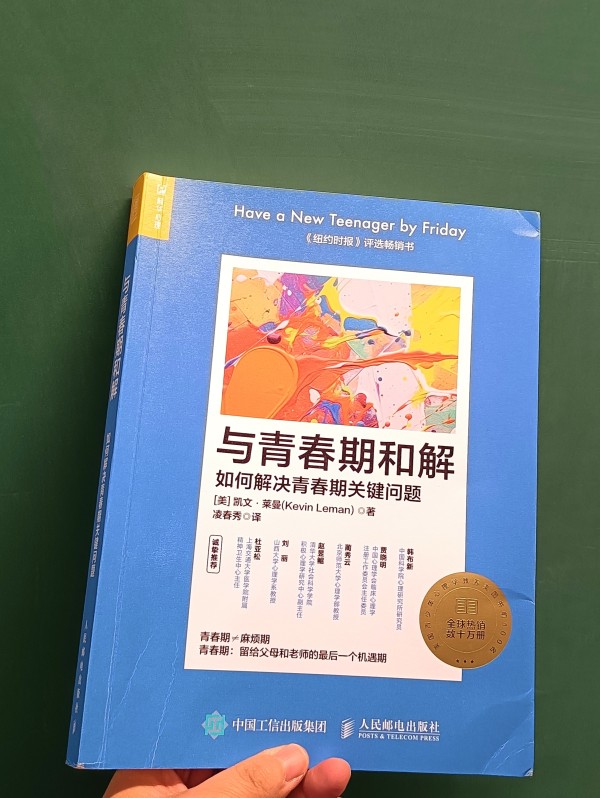 Have a New Teenager by Friday
《纽约时报》评选畅销书
与青春期和解
如何解决青春期关键问题
[美]凯文·莱曼(Kevin Leman)◎著
凌春秀◎译
韩布新
中国科学院心理研究所研究员
贾晓明
中国心理学会临床心理学
注册工作委员会主任委员
蔺秀云
北京师范大学心理学部教授
赵昱鲲
清华大学社会科学学院
积极心理学研究中心副主任
刘丽
山西大学心理学系教授
杜亚松
上海交通大学医学院附属
精神卫生中心主任
诚挚推荐
全球热销
数十万册
青春期≠麻烦期
青春期：留给父母和老师的最后一个机遇期
中国工信出版集团
人民邮电出版社
POSTS & TELECOM PRESS
与青春期和解
如何解决青春期关键问题
人民邮电出版社